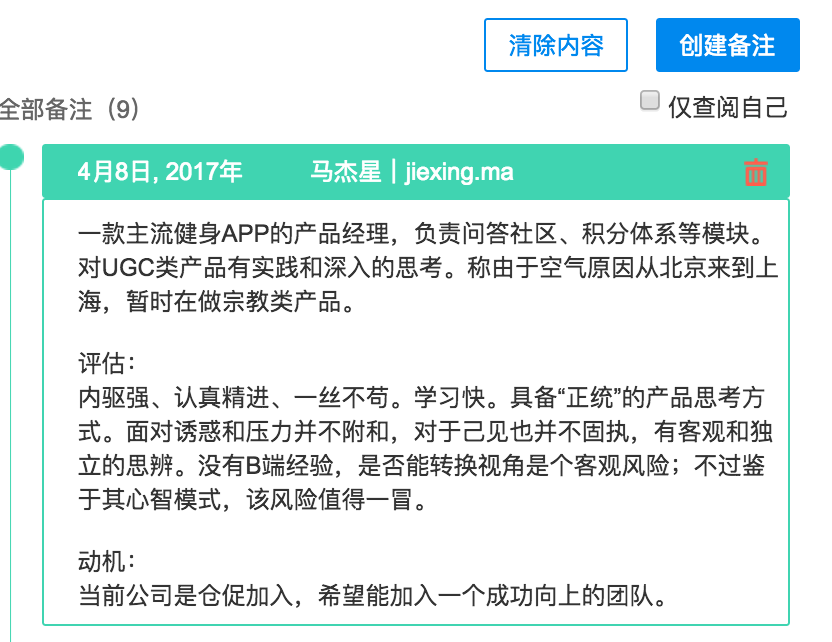 清除内容
创建备注
全部备注（9）
仅查阅自己
4月8日, 2017年 马杰星｜jiexing.ma
一款主流健身APP的产品经理，负责问答社区、积分体系等模块。
对UGC类产品有实践和深入的思考。称由于空气原因从北京来到上
海，暂时在做宗教类产品。
评估：
内驱强、认真精进、一丝不苟。学习快。具备“正统”的产品思考方
式。面对诱惑和压力并不附和，对于己见也并不固执，有客观和独
立的思辨。没有B端经验，是否能转换视角是个客观风险；不过鉴
于其心智模式，该风险值得一冒。
动机：
当前公司是仓促加入，希望能加入一个成功向上的团队。